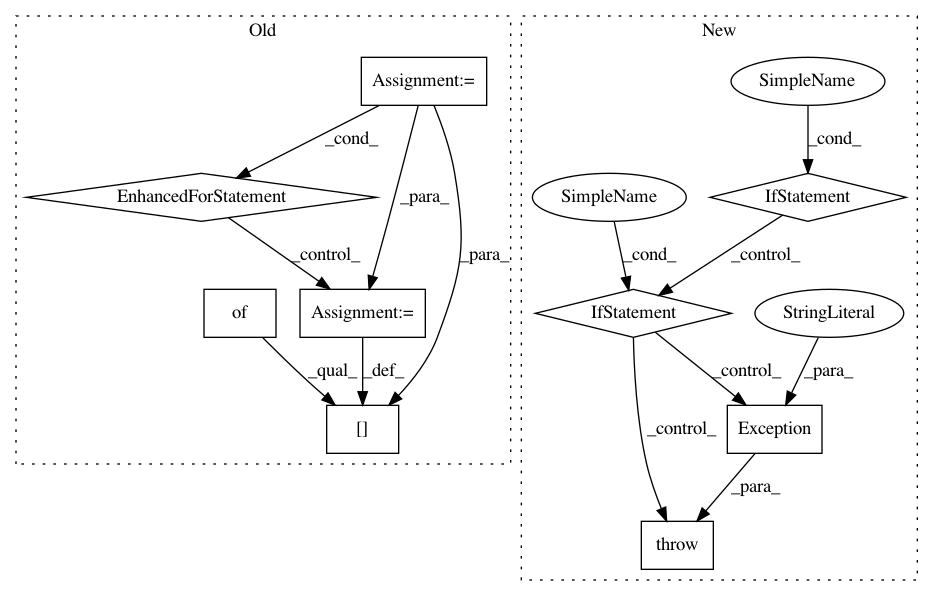 Old
New
Assignment:=
SimpleName
_cond_
_cond_
EnhancedForStatement
SimpleName
IfStatement
_para_
_para_
_control_
_cond_
_control_
of
Assignment:=
IfStatement
StringLiteral
_qual_
_def_
_control_
_para_
[]
Exception
_control_
_para_
throw